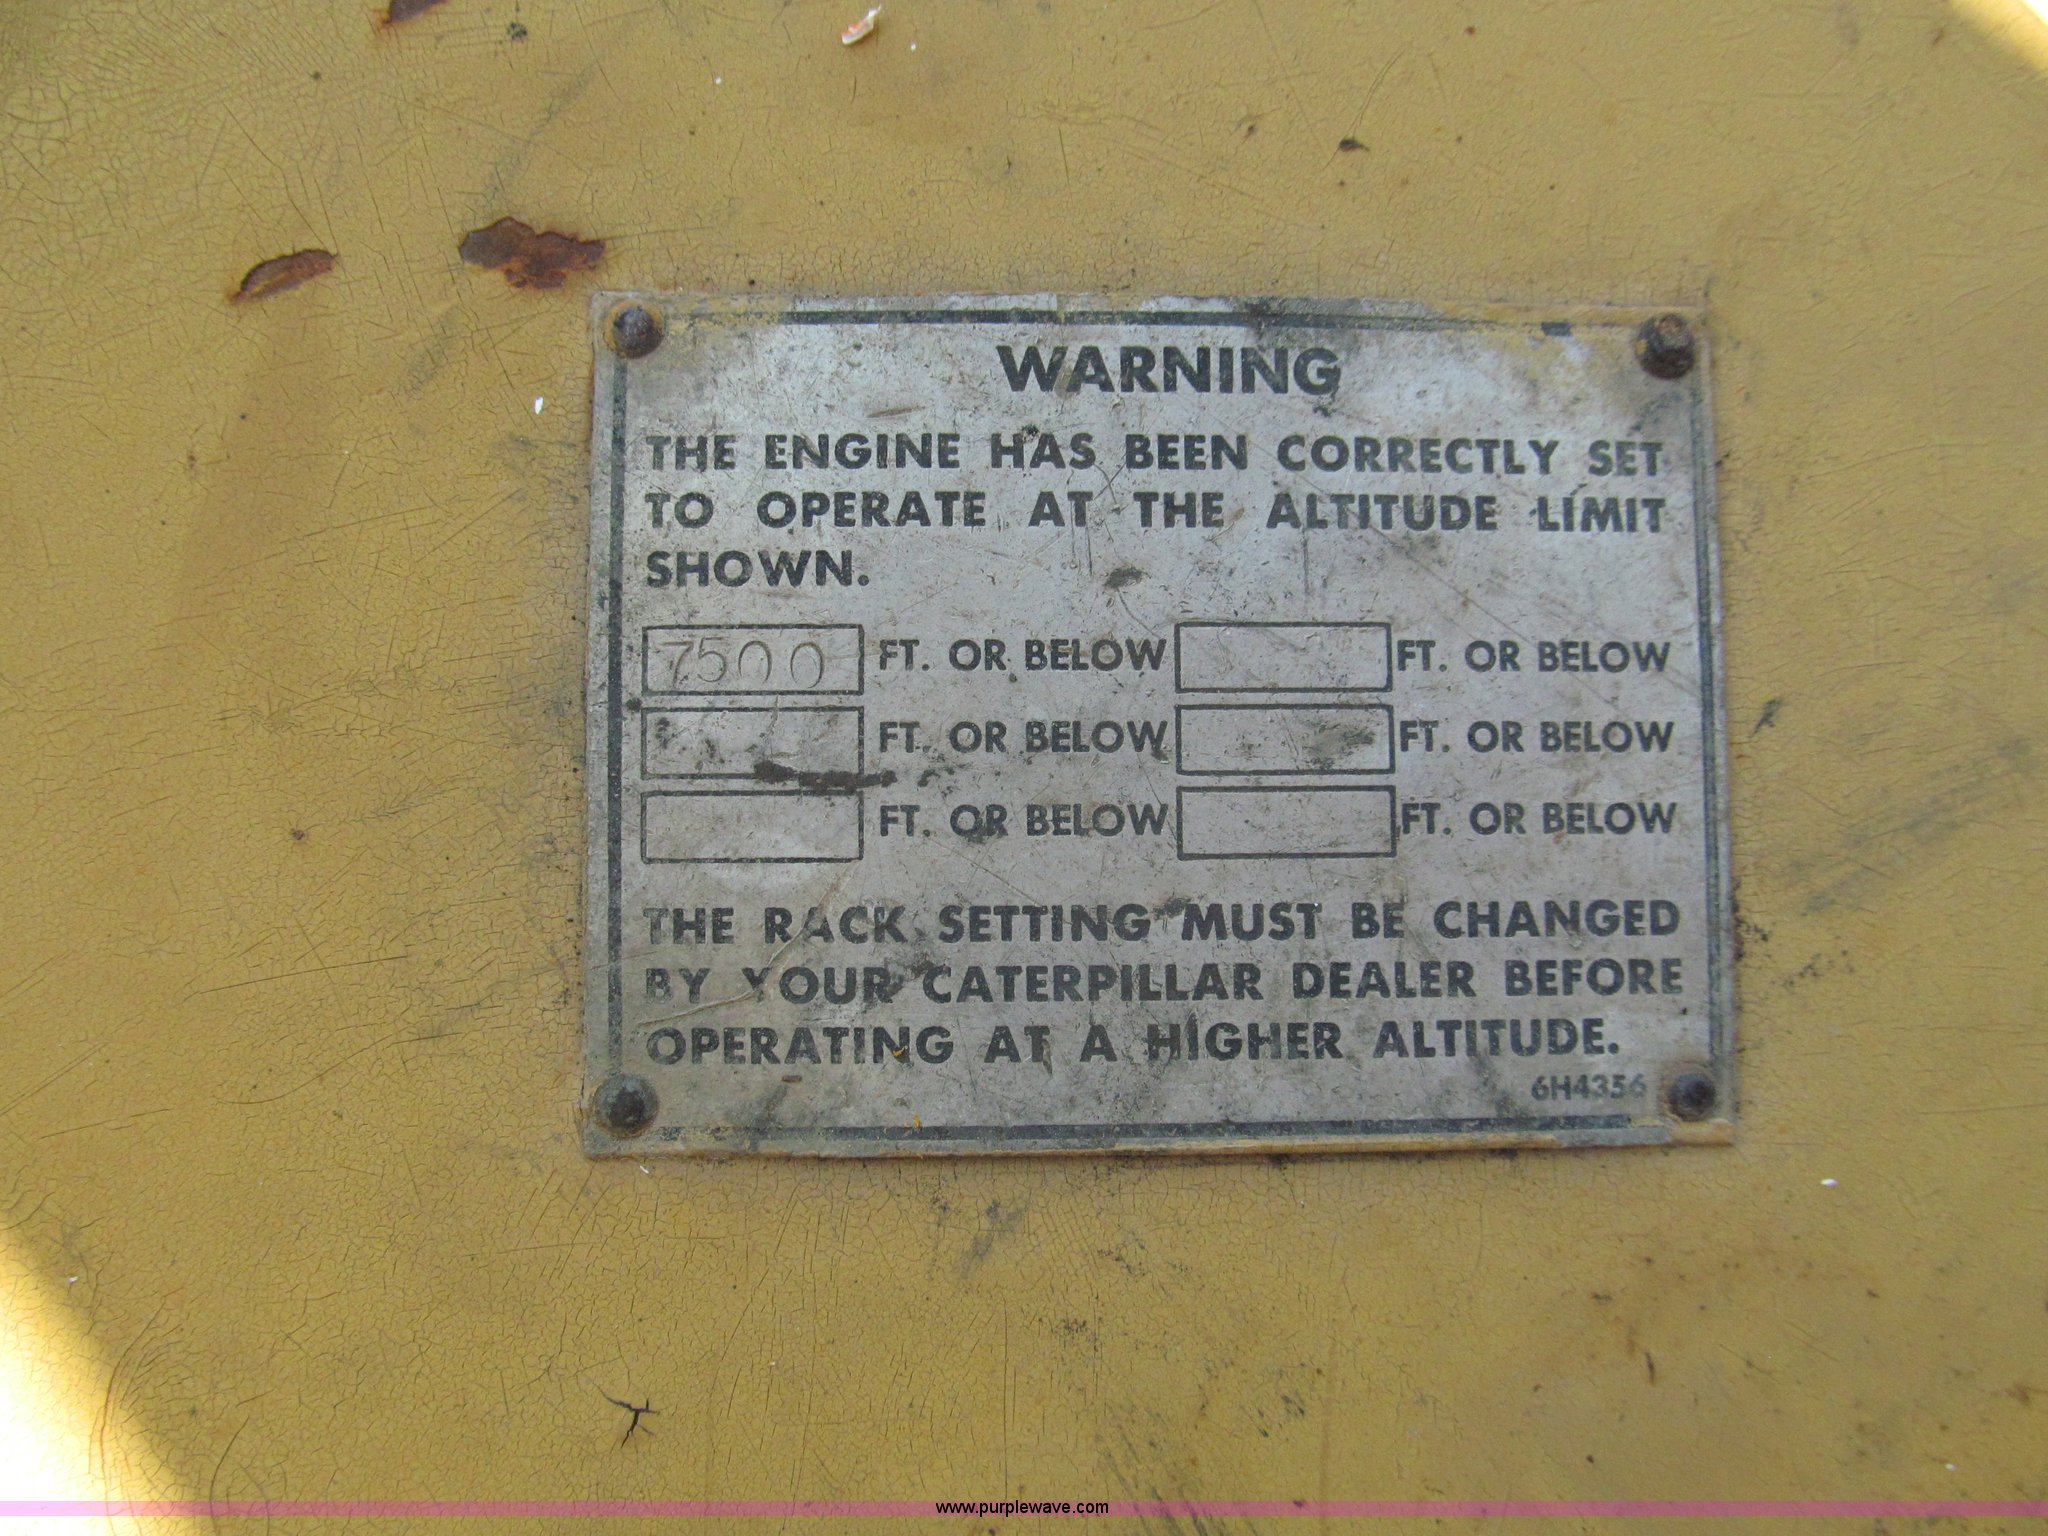 WARNING
THE ENGINE HAS BEEN CORRECTLY SET
TO OPERATE AT THE ALTITUDE LIMIT
SHOWN.
7500 FT. OR BELOW FT. OR BELOW
FT. OR BELOW FT. OR BELOW
FT. OR BELOW FT. OR BELOW
THE RACK SETTING MUST BE CHANGED
BY YOUR CATERPILLAR DEALER BEFORE
OPERATING AT A HIGHER ALTITUDE.
6H4356
www.purplewave.com